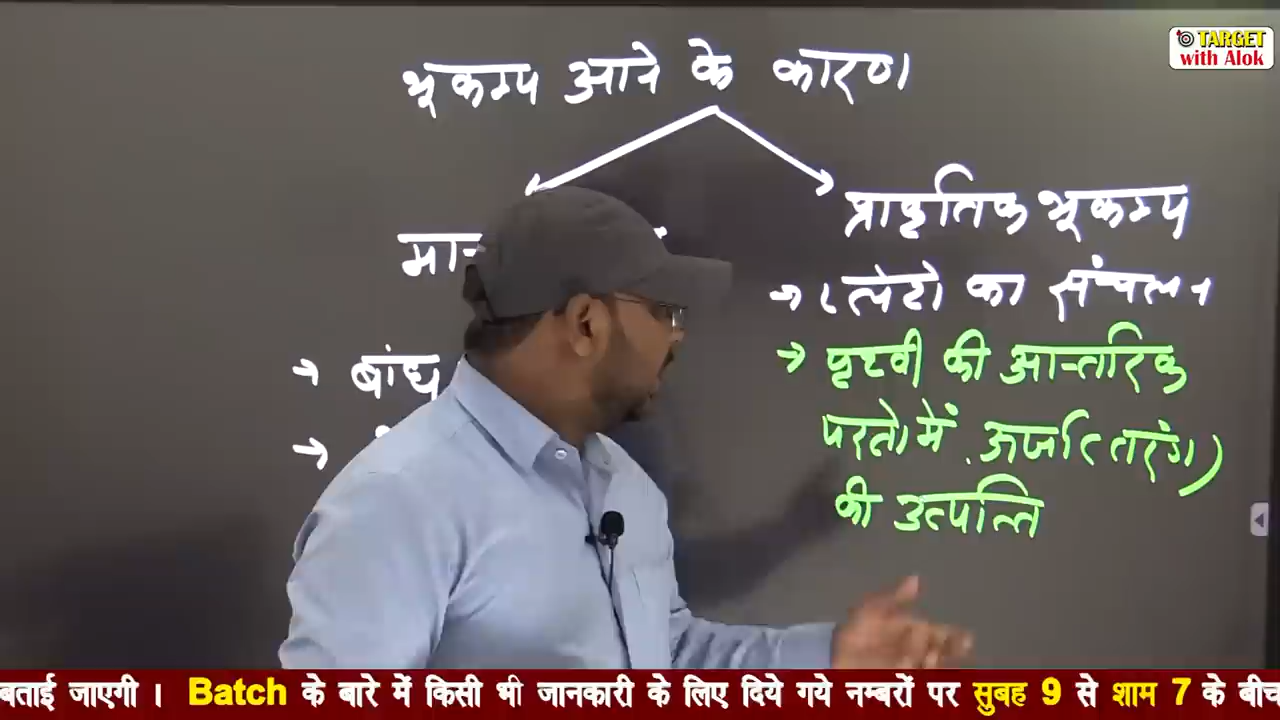 TARGET
with Alok
भूकम्प आने के कारण
प्राकृतिक भूकम्प
मान
→ प्लेटो का संचलन
→ बांध
→ पृथ्वी की आन्तरिक
परतो में ऊर्जा (तरंग)
→
की उत्पत्ति
बताई जाएगी । Batch के बारे में किसी भी जानकारी के लिए दिये गये नम्बरों पर सुबह 9 से शाम 7 के बीच